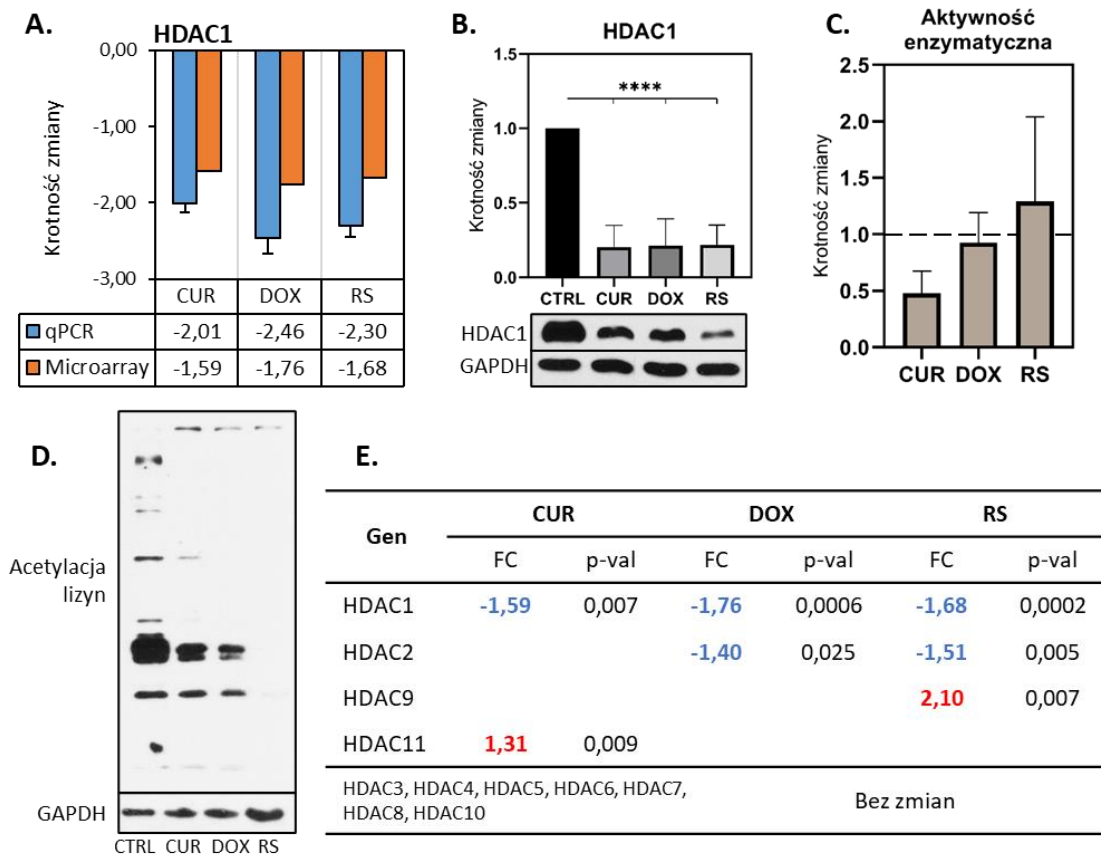 A.
HDAC1
Krotność zmiany
0,00
-1,00
-2,00
-3,00
CUR DOX RS
qPCR -2,01 -2,46 -2,30
Microarray -1,59 -1,76 -1,68
B.
HDAC1
****
Krotność zmiany
1.5
1.0
0.5
0.0
CTRL CUR DOX RS
HDAC1
GAPDH
C.
Aktywność
enzymatyczna
Krotność zmiany
2.5
2.0
1.5
1.0
0.5
0.0
CUR DOX RS
D.
Acetylacja
lizyn
GAPDH
CTRL CUR DOX RS
E.
Gen CUR DOX RS
FC p-val FC p-val FC p-val
HDAC1 -1,59 0,007 -1,76 0,0006 -1,68 0,0002
HDAC2 -1,40 0,025 -1,51 0,005
HDAC9 2,10 0,007
HDAC11 1,31 0,009
HDAC3, HDAC4, HDAC5, HDAC6, HDAC7,
HDAC8, HDAC10
Bez zmian